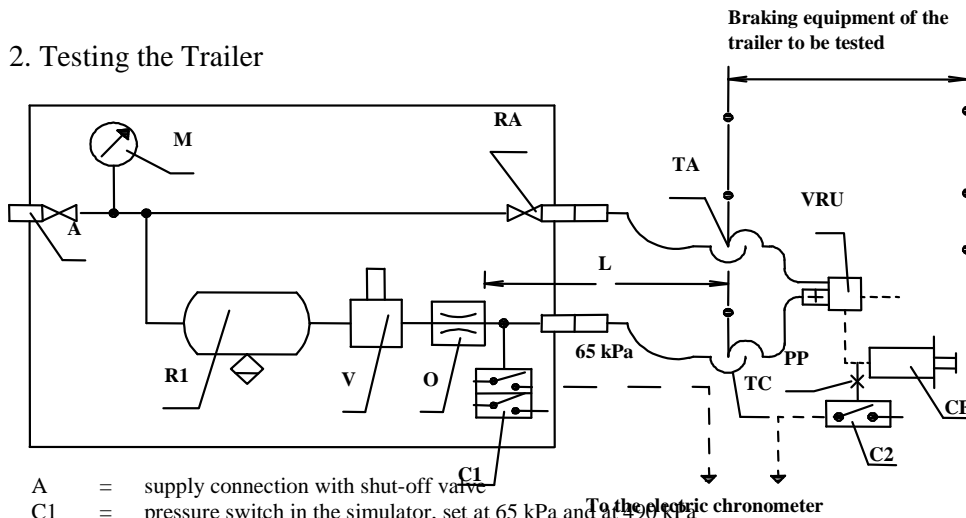 Braking equipment of the
trailer to be tested
2. Testing the Trailer
M
RA
TA
VRU
A
L
65 kPa
PP
R1
V
O
TC
CF
C1
C2
A = supply connection with shut-off valve
To the electric chronometer
C1 = pressure switch in the simulator, set at 65 kPa and at 490 kPa